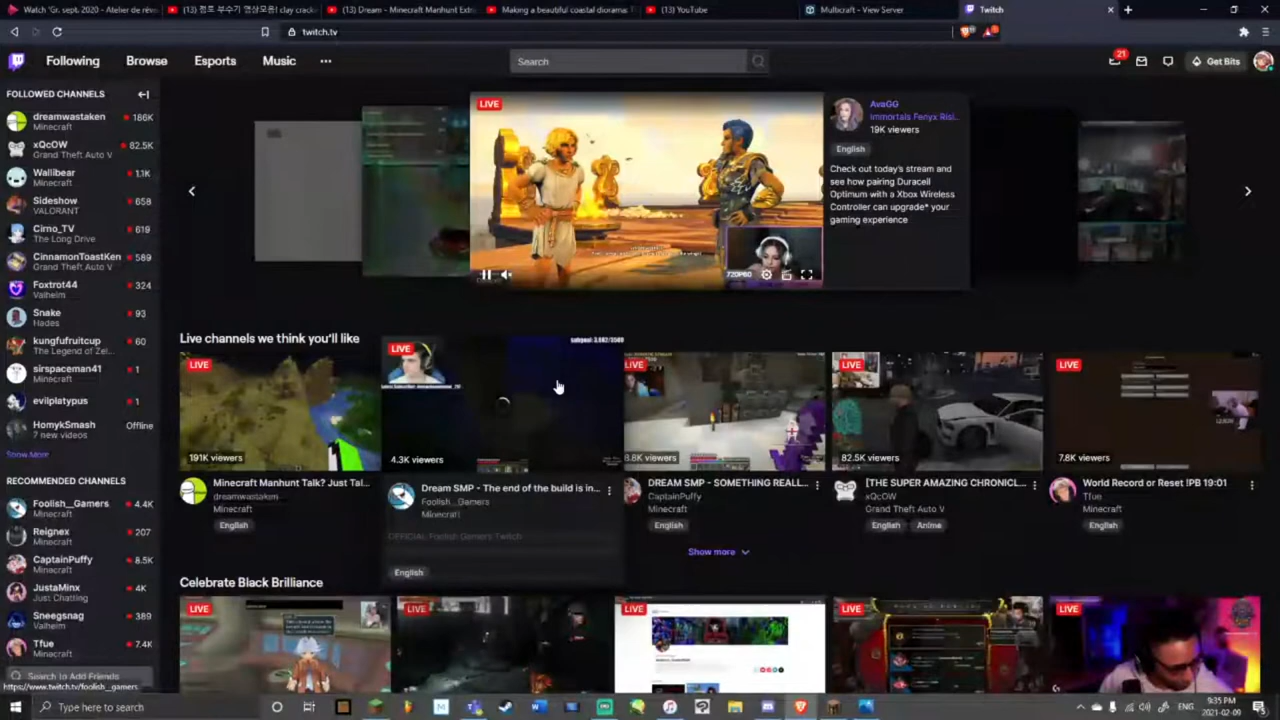 Watch 'Gr. sept. 2020 - Atelier de rév
(13) 점토 부수기 영상모음! clay crack
(13) Dream - Minecraft Manhunt Extr
Making a beautiful coastal diorama:
(13) YouTube
Multicraft - View Server
Twitch
twitch.tv
Following
Browse
Esports
Music
Search
21
Get Bits
FOLLOWED CHANNELS
dreamwastaken
186K
Minecraft
xQcOW
82.5K
Grand Theft Auto V
Wallibear
1.1K
Minecraft
Sideshow
658
VALORANT
Cimo_TV
619
The Long Drive
CinnamonToastKen
589
Grand Theft Auto V
Foxtrot44
324
Valheim
Snake
93
Hades
kungfufruitcup
60
The Legend of Zel...
sirspaceman41
1
Minecraft
evilplatypus
1
HomykSmash
Offline
7 new videos
Show More
RECOMMENDED CHANNELS
Foolish_Gamers
4.4K
Minecraft
Reignex
207
Minecraft
CaptainPuffy
8.5K
Minecraft
JustaMinx
4K
Just Chatting
Sneegsnag
389
Valheim
Tfue
7.4K
Minecraft
Search to Add Friends
https://www.twitch.tv/foolish_gamers
LIVE
720P60
AvaGG
Immortals Fenyx Risi...
19K viewers
English
Check out today's stream and
see how pairing Duracell
Optimum with a Xbox Wireless
Controller can upgrade* your
gaming experience
Live channels we think you'll like
LIVE
191K viewers
Minecraft Manhunt Talk? Just Tal...
dreamwastaken
Minecraft
English
LIVE
4.3K viewers
Dream SMP - The end of the build is in...
Foolish_Gamers
Minecraft
OFFICIAL Foolish Gamers Twitch
English
LIVE
8.8K viewers
DREAM SMP - SOMETHING REALL...
CaptainPuffy
Minecraft
English
LIVE
82.5K viewers
[THE SUPER AMAZING CHRONICL...
xQcOW
Grand Theft Auto V
English
Anime
LIVE
7.8K viewers
World Record or Reset !PB 19:01
Tfue
Minecraft
English
Show more
Celebrate Black Brilliance
LIVE
LIVE
LIVE
LIVE
Type here to search
ENG
9:35 PM
2021-02-09